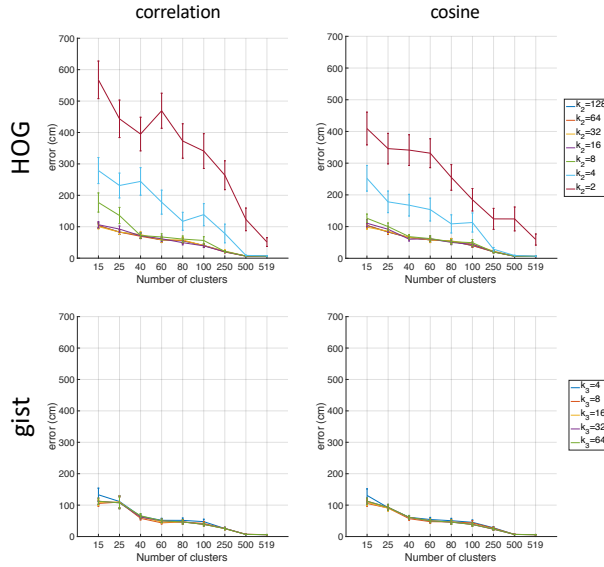 correlation
cosine
HOG
error (cm)
700
600
500
400
300
200
100
0
15 25 40 60 80 100 250 500 519
Number of clusters
error (cm)
700
600
500
400
300
200
100
0
15 25 40 60 80 100 250 500 519
Number of clusters
k2=128
k2=64
k2=32
k2=16
k2=8
k2=4
k2=2
gist
error (cm)
700
600
500
400
300
200
100
0
15 25 40 60 80 100 250 500 519
Number of clusters
error (cm)
700
600
500
400
300
200
100
0
15 25 40 60 80 100 250 500 519
Number of clusters
k3=4
k3=8
k3=16
k3=32
k3=64